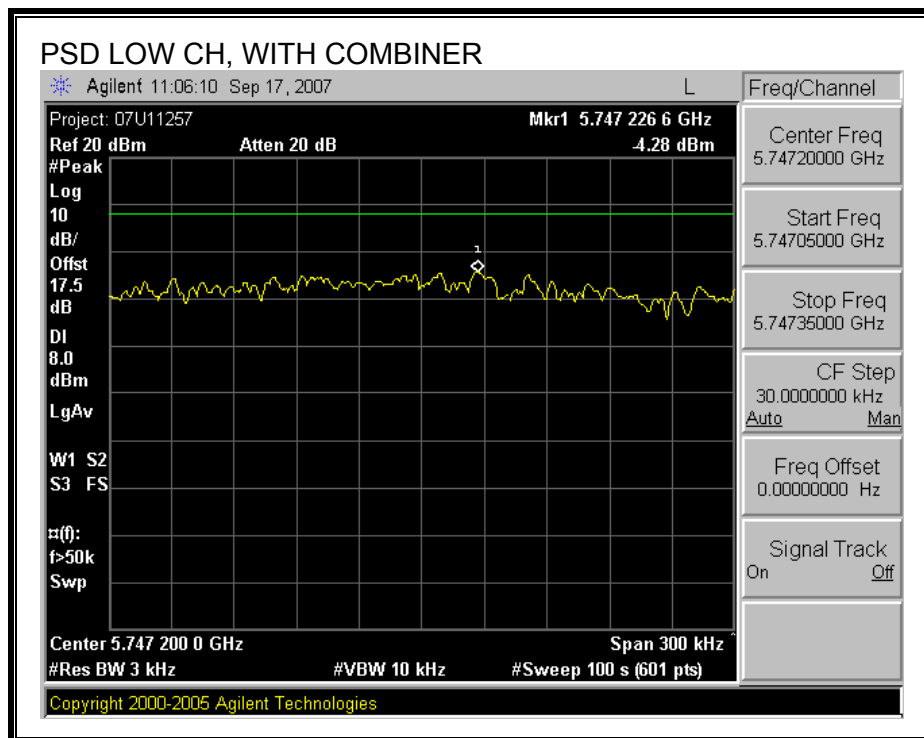 PSD LOW CH, WITH COMBINER
Agilent 11:06:10 Sep 17, 2007 L
Project: 07U11257 Mkr1 5.747 226 6 GHz
Ref 20 dBm Atten 20 dB -4.28 dBm
#Peak
Log
10
dB/
Offst
17.5
dB
DI
8.0
dBm
LgAv
W1 S2
S3 FS
¤(f):
f>50k
Swp
1
Center 5.747 200 0 GHz Span 300 kHz
#Res BW 3 kHz #VBW 10 kHz #Sweep 100 s (601 pts)
Copyright 2000-2005 Agilent Technologies
Freq/Channel
Center Freq
5.74720000 GHz
Start Freq
5.74705000 GHz
Stop Freq
5.74735000 GHz
CF Step
30.0000000 kHz
Auto Man
Freq Offset
0.00000000 Hz
Signal Track
On Off